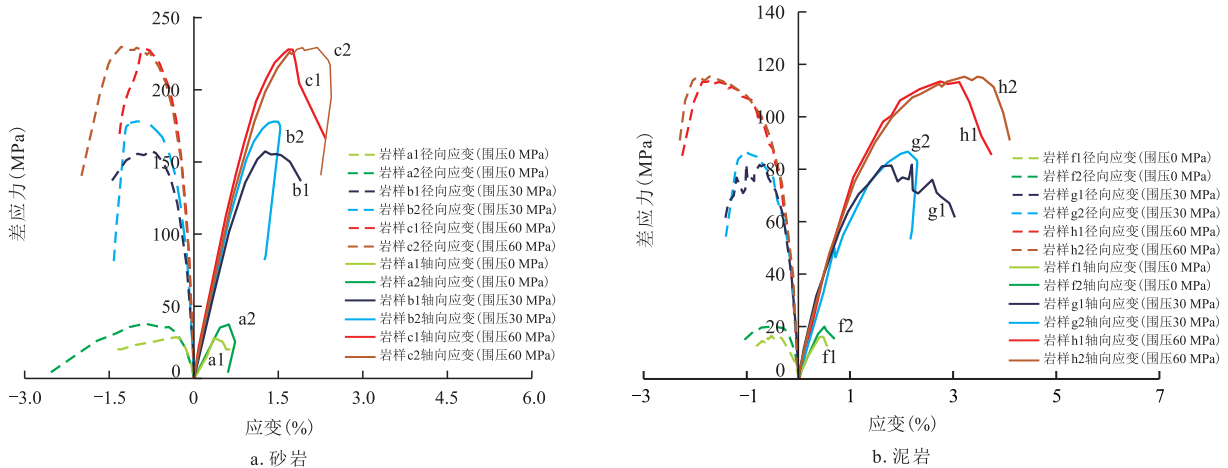 250
200
150
100
50
0
差应力(MPa)
-3.0
-1.5
0
1.5
3.0
4.5
6.0
应变(%)
a1
a2
b1
b2
c1
c2
岩样a1径向应变(围压0 MPa)
岩样a2径向应变(围压0 MPa)
岩样b1径向应变(围压30 MPa)
岩样b2径向应变(围压30 MPa)
岩样c1径向应变(围压60 MPa)
岩样c2径向应变(围压60 MPa)
岩样a1轴向应变(围压0 MPa)
岩样a2轴向应变(围压0 MPa)
岩样b1轴向应变(围压30 MPa)
岩样b2轴向应变(围压30 MPa)
岩样c1轴向应变(围压60 MPa)
岩样c2轴向应变(围压60 MPa)
a.砂岩
140
120
100
80
60
40
20
0
差应力(MPa)
-3
-1
0
1
3
5
7
应变(%)
f1
f2
g1
g2
h1
h2
岩样f1径向应变(围压0 MPa)
岩样f2径向应变(围压0 MPa)
岩样g1径向应变(围压30 MPa)
岩样g2径向应变(围压30 MPa)
岩样h1径向应变(围压60 MPa)
岩样h2径向应变(围压60 MPa)
岩样f1轴向应变(围压0 MPa)
岩样f2轴向应变(围压0 MPa)
岩样g1轴向应变(围压30 MPa)
岩样g2轴向应变(围压30 MPa)
岩样h1轴向应变(围压60 MPa)
岩样h2轴向应变(围压60 MPa)
b.泥岩